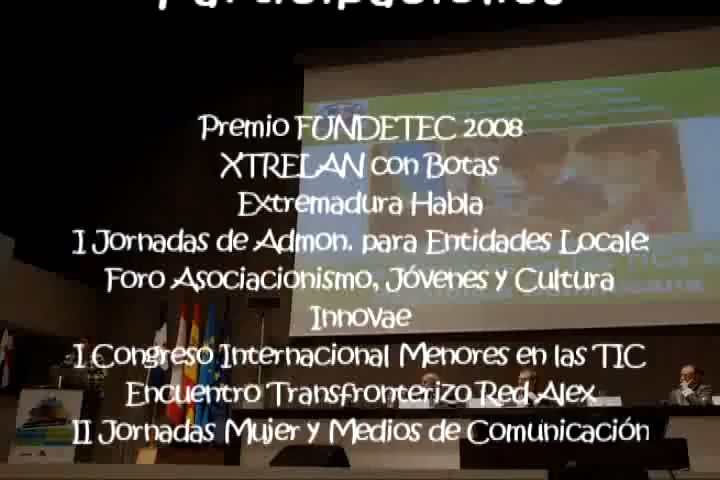 Participaciones
Premio FUNDETEC 2008
XTRELAN con Botas
Extremadura Habla
I Jornadas de Admon. para Entidades Locale
Foro Asociacionismo, Jóvenes y Cultura
Innovae
I Congreso Internacional Menores en las TIC
Encuentro Transfronterizo Red Alex
II Jornadas Mujer y Medios de Comunicación